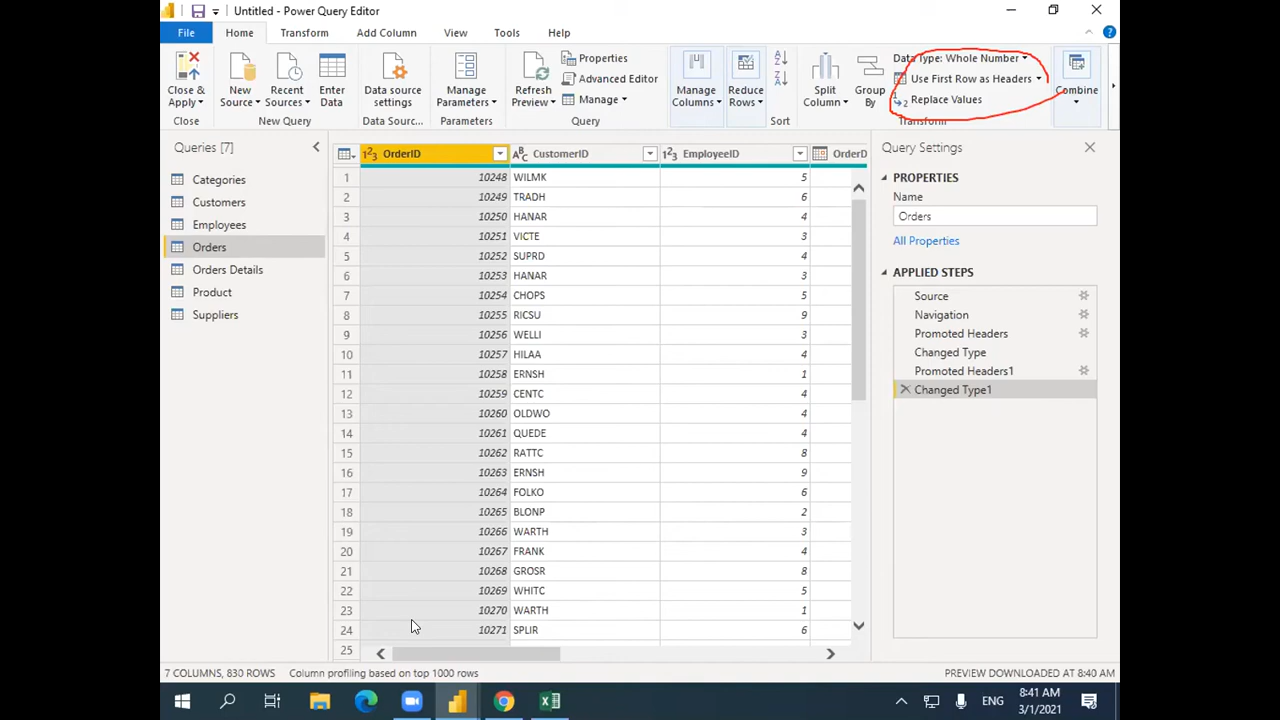 Untitled - Power Query Editor
File Home Transform Add Column View Tools Help
Close & Apply New Source Recent Sources Enter Data Data source settings Manage Parameters Refresh Preview Properties Advanced Editor Manage Manage Columns Reduce Rows Split Column Group By Data Type: Whole Number Use First Row as Headers Replace Values Combine
Close New Query Data Sourc... Parameters Query Sort Transform
Queries [7]
Categories
Customers
Employees
Orders
Orders Details
Product
Suppliers
OrderID CustomerID EmployeeID OrderD
1 10248 WILMK 5
2 10249 TRADH 6
3 10250 HANAR 4
4 10251 VICTE 3
5 10252 SUPRD 4
6 10253 HANAR 3
7 10254 CHOPS 5
8 10255 RICSU 9
9 10256 WELLI 3
10 10257 HILAA 4
11 10258 ERNSH 1
12 10259 CENTC 4
13 10260 OLDWO 4
14 10261 QUEDE 4
15 10262 RATTC 8
16 10263 ERNSH 9
17 10264 FOLKO 6
18 10265 BLONP 2
19 10266 WARTH 3
20 10267 FRANK 4
21 10268 GROSR 8
22 10269 WHITC 5
23 10270 WARTH 1
24 10271 SPLIR 6
25
Query Settings
PROPERTIES
Name
Orders
All Properties
APPLIED STEPS
Source
Navigation
Promoted Headers
Changed Type
Promoted Headers1
Changed Type1
7 COLUMNS, 830 ROWS Column profiling based on top 1000 rows PREVIEW DOWNLOADED AT 8:40 AM
ENG 8:41 AM
3/1/2021